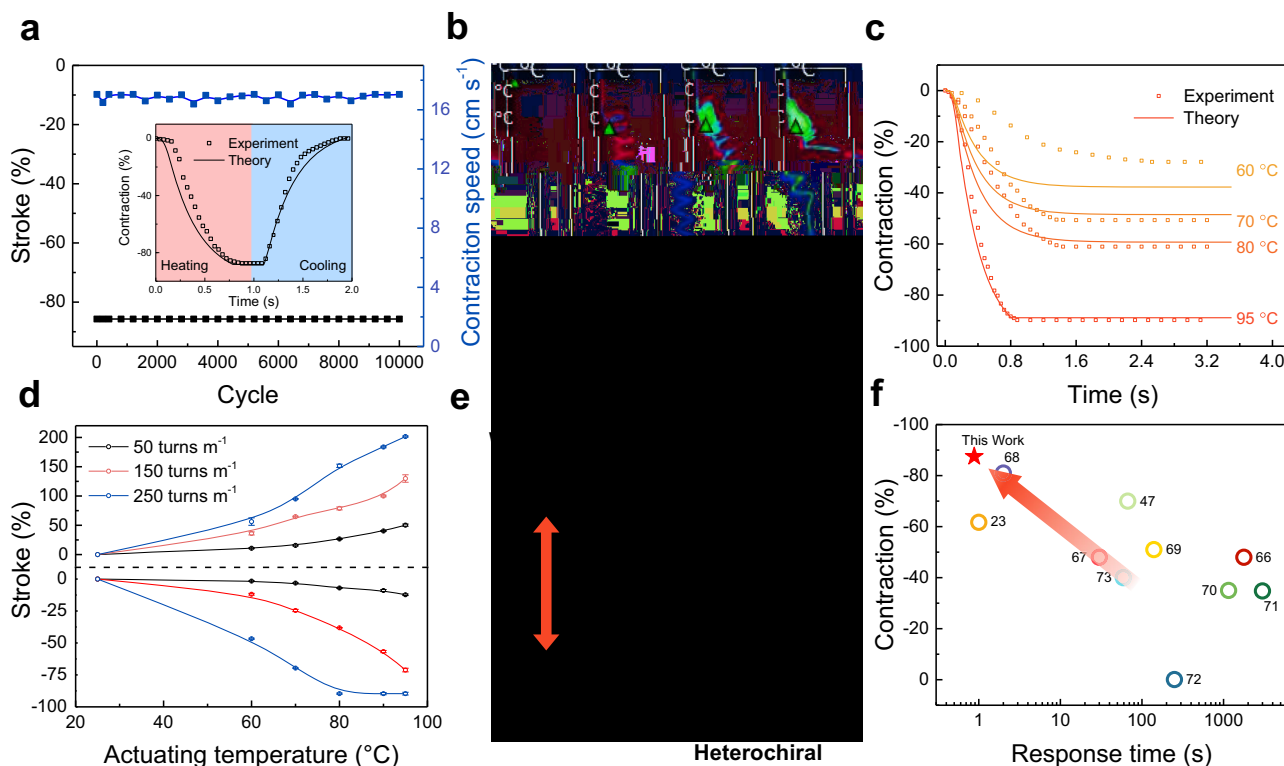 a
0
-20
-40
-60
-80
Stroke (%)
16
14
12
10
8
6
4
2
0
Contraciton speed (cm s-1)
0 2000 4000 6000 8000 10000
Cycle
0
-40
-80
Contraction (%)
Experiment
Theory
Heating
Cooling
0.0 0.5 1.0 1.5 2.0
Time (s)
b
°C °C °C °C
°C
°C
C
C
C
c
0
-20
-40
-60
-80
-100
Contraction (%)
Experiment
Theory
60 °C
70 °C
80 °C
95 °C
0.0 0.8 1.6 2.4 3.2 4.0
Time (s)
d
200
150
100
50
0
0
-25
-50
-75
-100
Stroke (%)
50 turns m-1
150 turns m-1
250 turns m-1
20 40 60 80 100
Actuating temperature (°C)
e
Heterochiral
f
-100
-80
-60
-40
-20
0
Contraction (%)
This Work
68
47
23
67
69
66
73
70
71
72
1 10 100 1000
Response time (s)